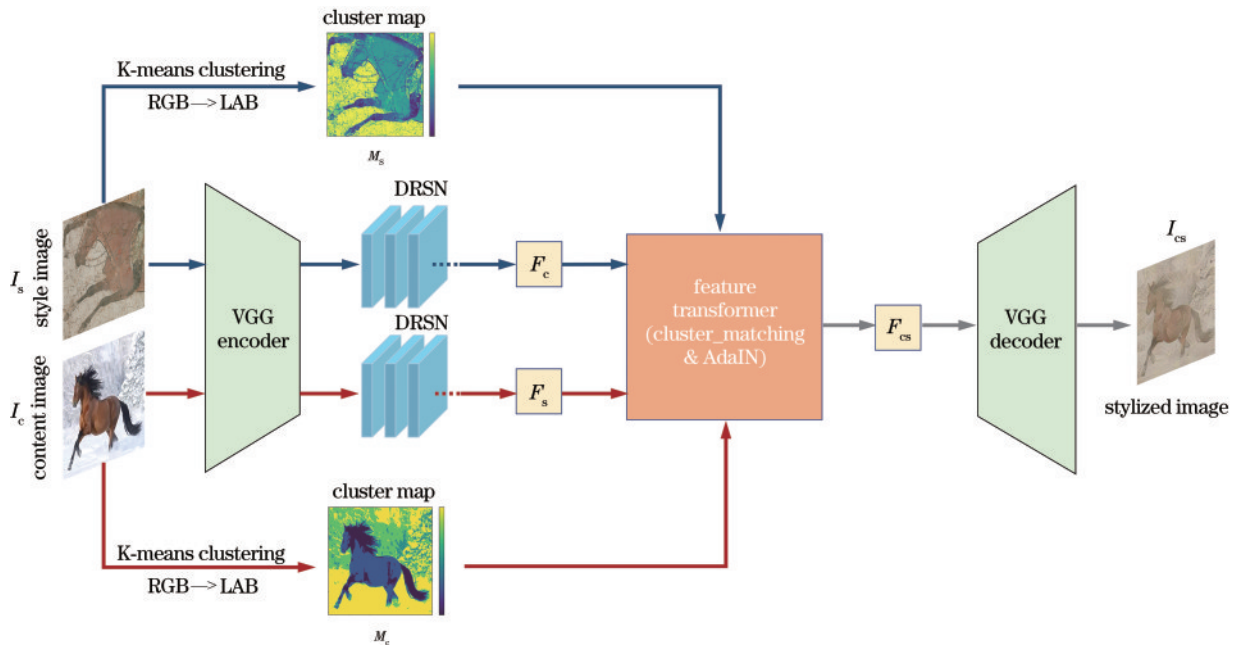 cluster map
K-means clustering
RGB—>LAB
M_s
DRSN
I_s
style image
VGG
encoder
F_c
feature
transformer
(cluster_matching
& AdaIN)
F_cs
VGG
decoder
I_cs
stylized image
DRSN
I_c
content image
F_s
cluster map
K-means clustering
RGB—>LAB
M_c